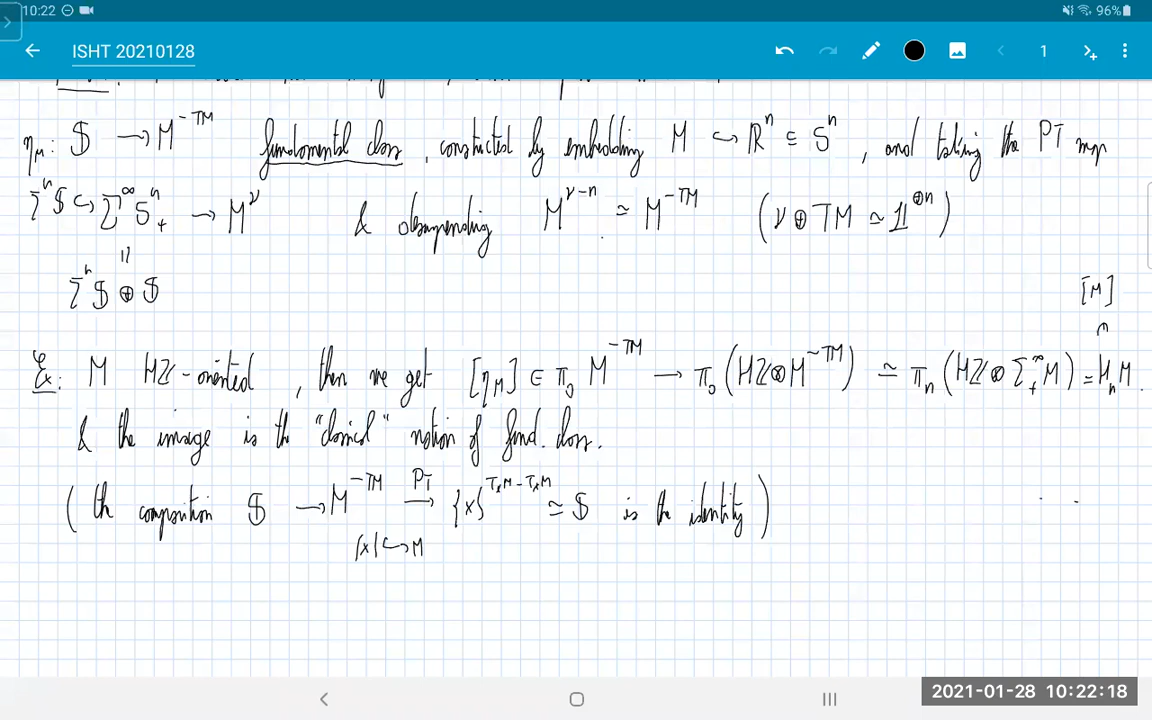 10:22 96%
ISHT 20210128 1
η_M : $ → M^{-TM} fundamental class, constructed by embedding M ↪ ℝ^n ⊆ S^n, and taking the PT map
Σ^n $ ↪ Σ^∞ S^n_+ → M^ν & desuspending M^{ν-n} ≃ M^{-TM} (ν ⊕ TM ≃ 1^{⊕n})
||
Σ^n $ ⊕ $
[M]
∩
Ex: M Hℤ-oriented, then we get [η_M] ∈ π_0 M^{-TM} → π_0 (Hℤ⊗M^{-TM}) ≃ π_n (Hℤ⊗Σ^∞_+ M) = H_n M
& the image is the "classical" notion of fund. class.
(the composition $ → M^{-TM} PT→ {x}^{T_xM-T_xM} ≃ $ is the identity)
{x}↪M
2021-01-28 10:22:18